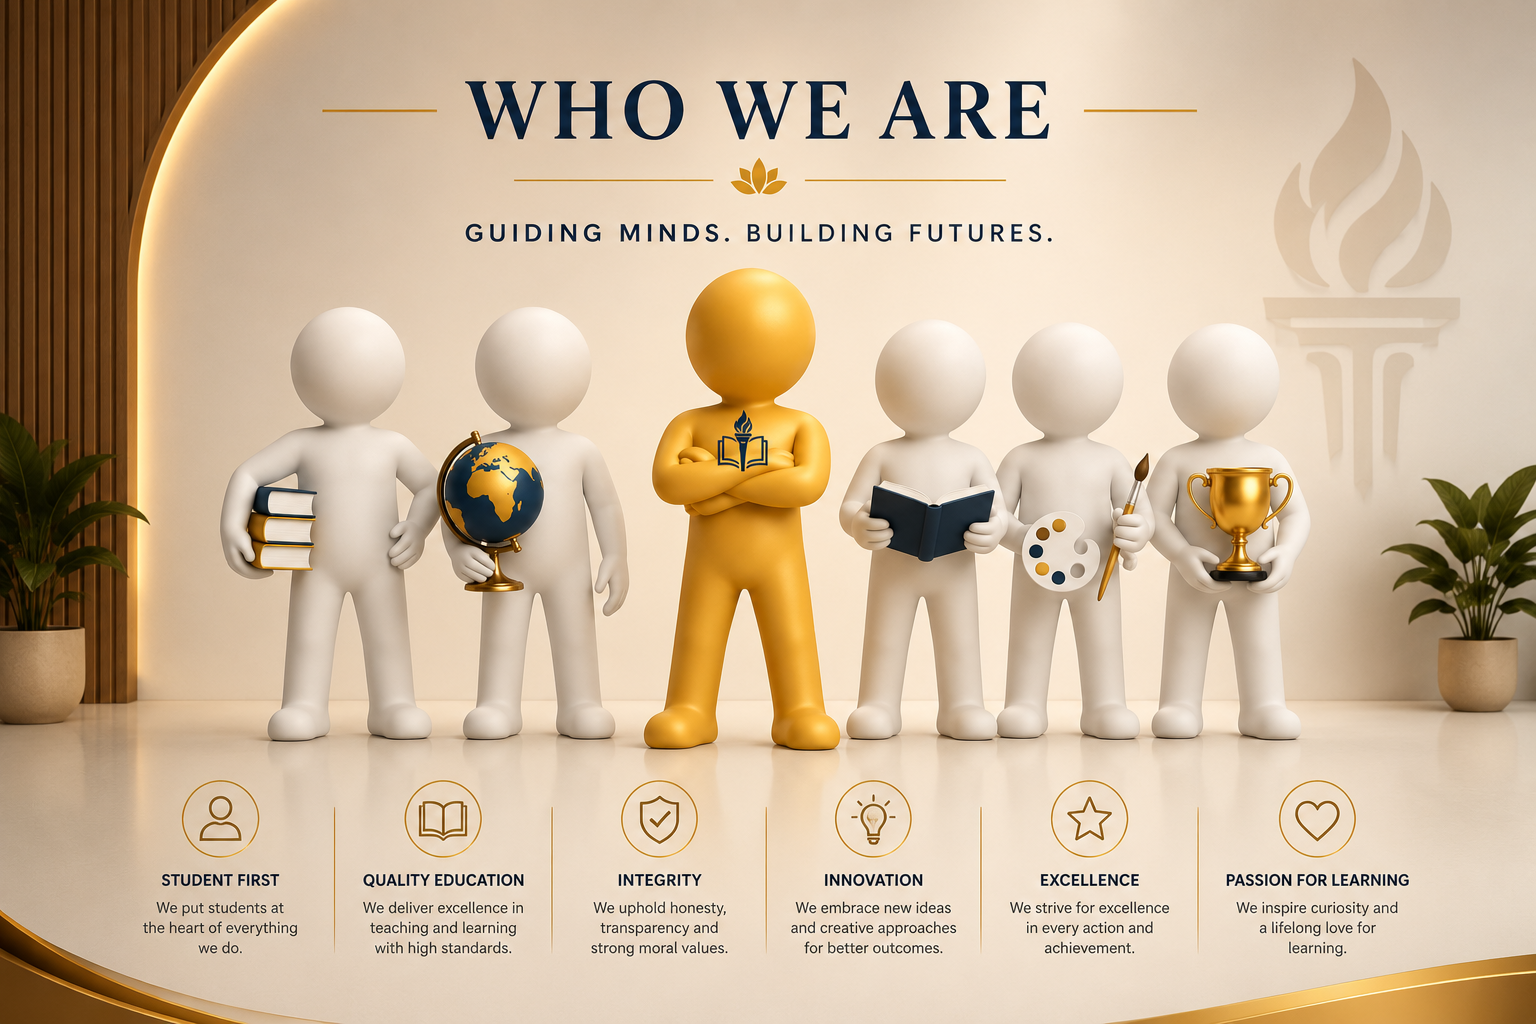 WHO WE ARE
GUIDING MINDS. BUILDING FUTURES.
STUDENT FIRST
We put students at
the heart of everything
we do.
QUALITY EDUCATION
We deliver excellence in
teaching and learning
with high standards.
INTEGRITY
We uphold honesty,
transparency and
strong moral values.
INNOVATION
We embrace new ideas
and creative approaches
for better outcomes.
EXCELLENCE
We strive for excellence
in every action and
achievement.
PASSION FOR LEARNING
We inspire curiosity and
a lifelong love for
learning.